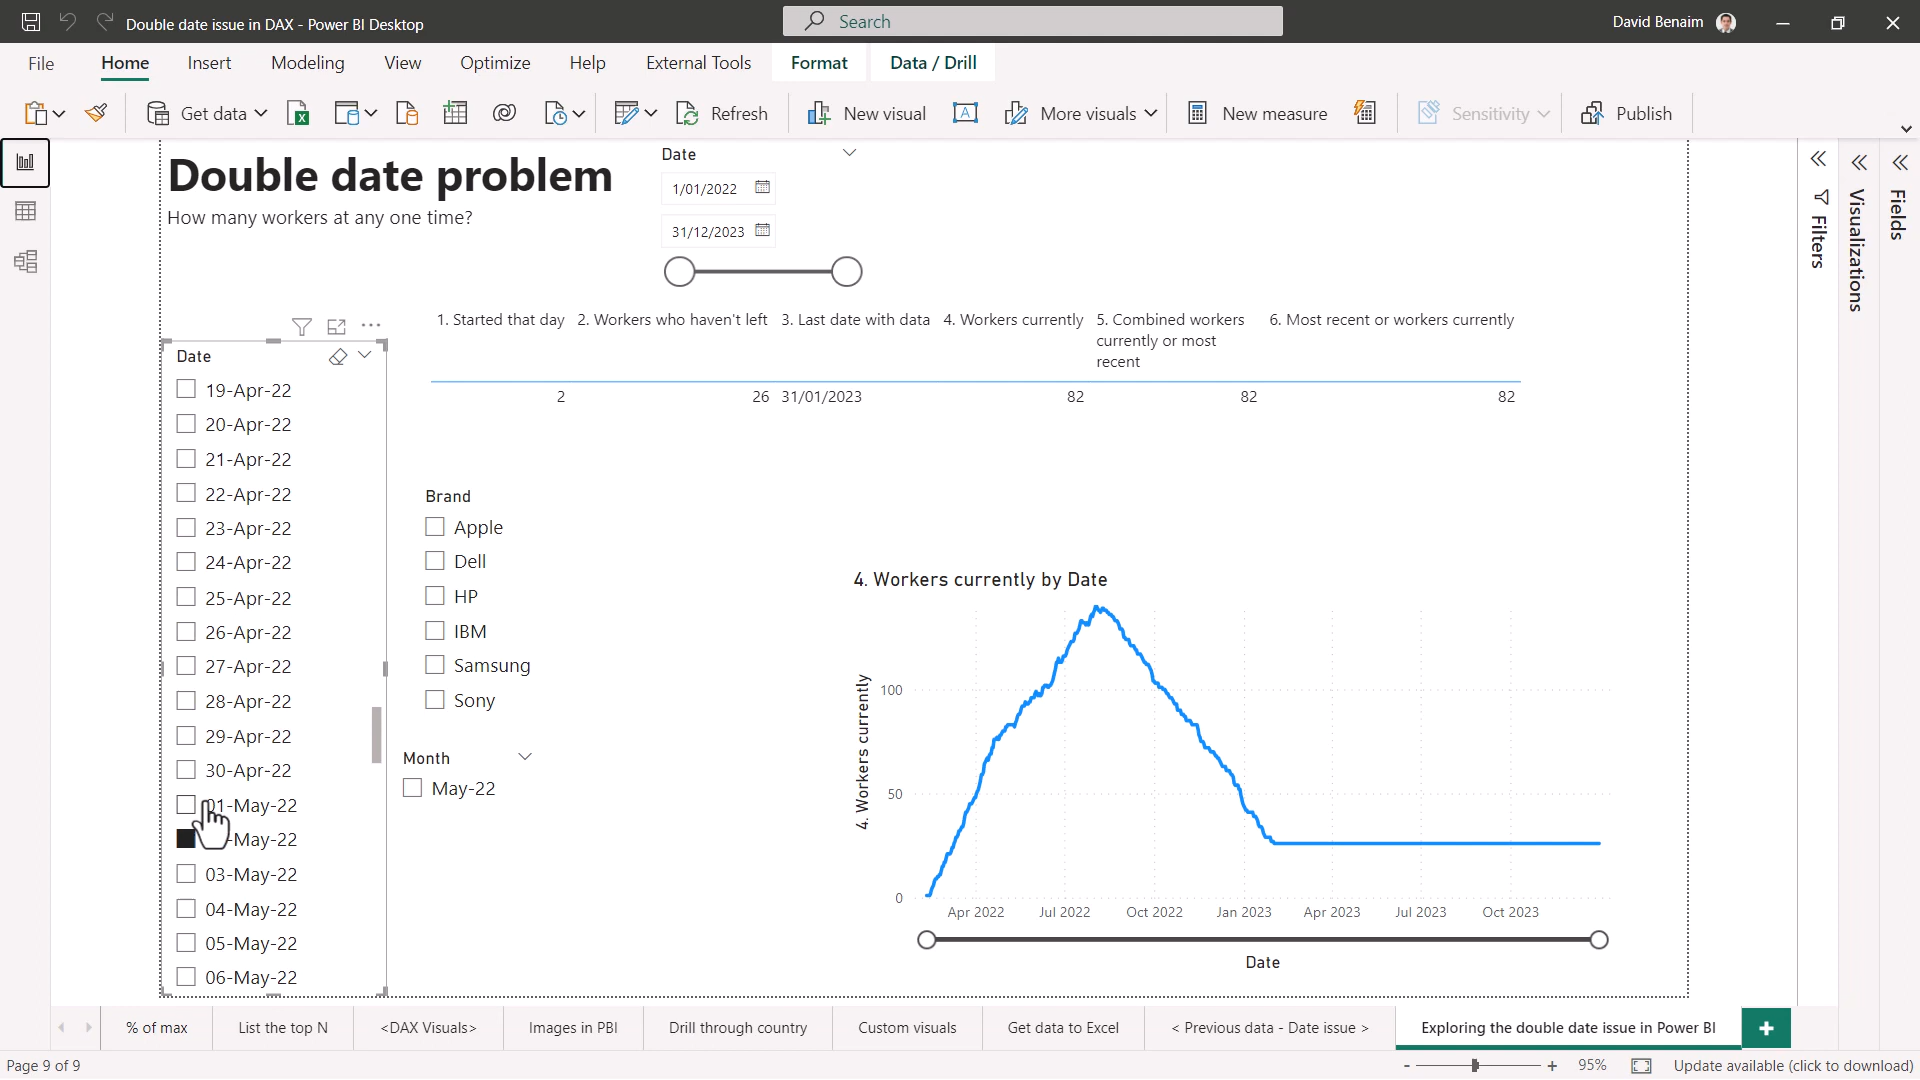 Double date issue in DAX - Power BI Desktop
Search
David Benaim
File
Home
Insert
Modeling
View
Optimize
Help
External Tools
Format
Data / Drill
Get data
Refresh
New visual
A
More visuals
New measure
Sensitivity
Publish
Double date problem
How many workers at any one time?
Date
1/01/2022
31/12/2023
Filters
Visualizations
Fields
1. Started that day
2. Workers who haven't left
3. Last date with data
4. Workers currently
5. Combined workers
currently or most
recent
6. Most recent or workers currently
2
26
31/01/2023
82
82
82
Date
19-Apr-22
20-Apr-22
21-Apr-22
22-Apr-22
23-Apr-22
24-Apr-22
25-Apr-22
26-Apr-22
27-Apr-22
28-Apr-22
29-Apr-22
30-Apr-22
01-May-22
-May-22
03-May-22
04-May-22
05-May-22
06-May-22
Brand
Apple
Dell
HP
IBM
Samsung
Sony
Month
May-22
4. Workers currently by Date
4. Workers currently
100
50
0
Apr 2022
Jul 2022
Oct 2022
Jan 2023
Apr 2023
Jul 2023
Oct 2023
Date
% of max
List the top N
<DAX Visuals>
Images in PBI
Drill through country
Custom visuals
Get data to Excel
< Previous data - Date issue >
Exploring the double date issue in Power BI
+
Page 9 of 9
-
+
95%
Update available (click to download)